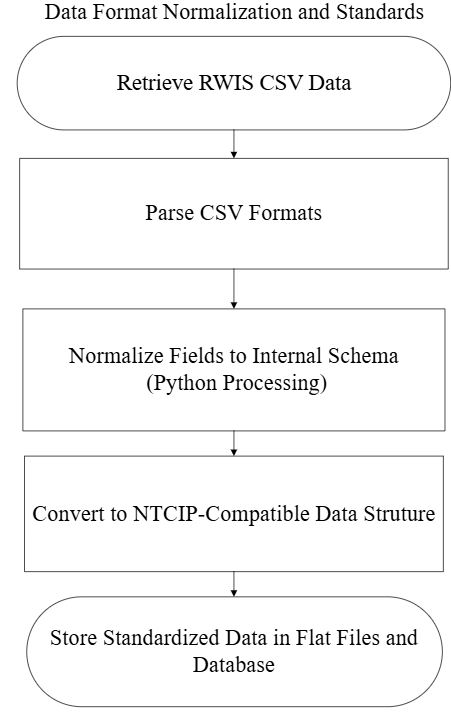 Data Format Normalization and Standards
Retrieve RWIS CSV Data
Parse CSV Formats
Normalize Fields to Internal Schema
(Python Processing)
Convert to NTCIP-Compatible Data Struture
Store Standardized Data in Flat Files and
Database